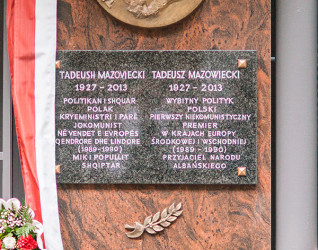 TADEUSH MAZOVIECKI
1927 - 2013
POLITIKAN I SHQUAR
POLAK
KRYEMINISTRI I PARË
JOKOMUNIST
NË VENDET E EVROPËS
QENDRORE DHE LINDORE
(1989-1990)
MIK I POPULLIT
SHQIPTAR
TADEUSZ MAZOWIECKI
1927 - 2013
WYBITNY POLITYK
POLSKI
PIERWSZY NIEKOMUNISTYCZNY
PREMIER
W KRAJACH EUROPY
ŚRODKOWEJ I WSCHODNIEJ
(1989 - 1990)
PRZYJACIEL NARODU
ALBAŃSKIEGO